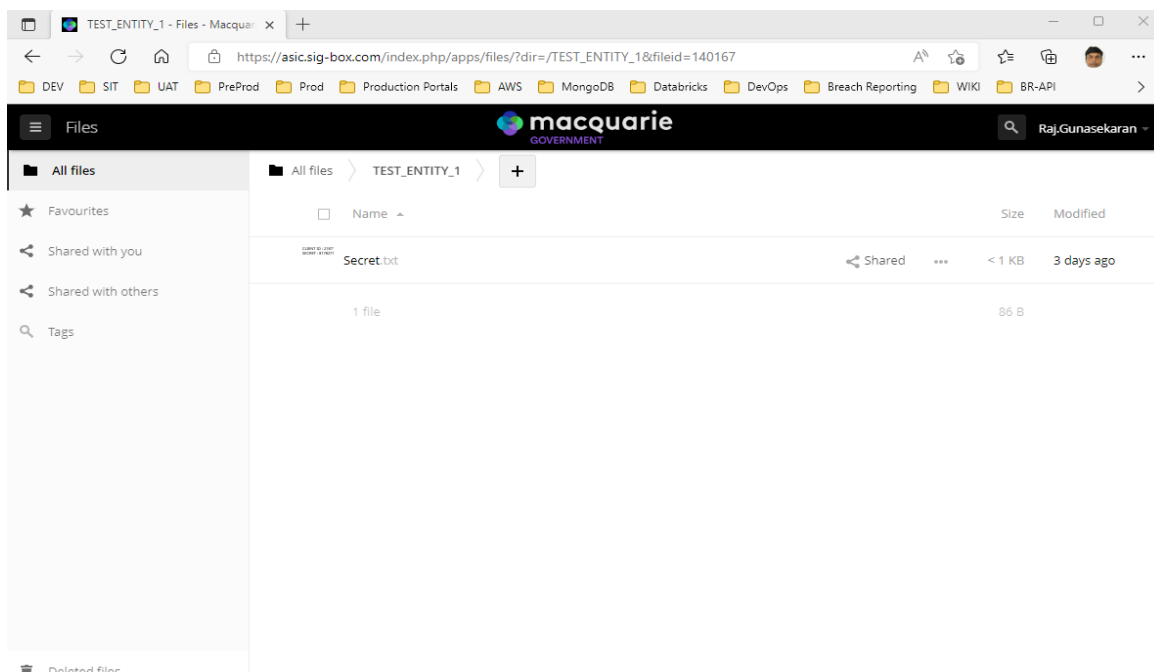 TEST_ENTITY_1 - Files - Macquar
https://asic.sig-box.com/index.php/apps/files/?dir=/TEST_ENTITY_1&fileid=140167
DEV SIT UAT PreProd Prod Production Portals AWS MongoDB Databricks DevOps Breach Reporting WIKI BR-API
Files macquarie Raj.Gunasekaran
GOVERNMENT
All files All files TEST_ENTITY_1 +
Favourites Name Size Modified
Shared with you Secret.txt Shared ... < 1 KB 3 days ago
Shared with others
1 file 86 B
Tags
Deleted files